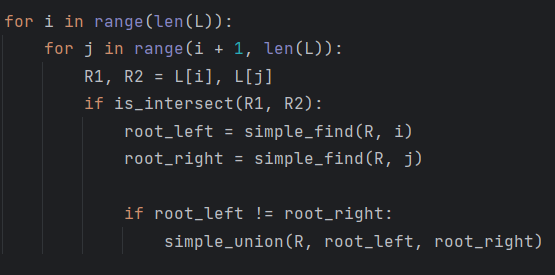 for i in range(len(L)):
    for j in range(i + 1, len(L)):
        R1, R2 = L[i], L[j]
        if is_intersect(R1, R2):
            root_left = simple_find(R, i)
            root_right = simple_find(R, j)

            if root_left != root_right:
                simple_union(R, root_left, root_right)